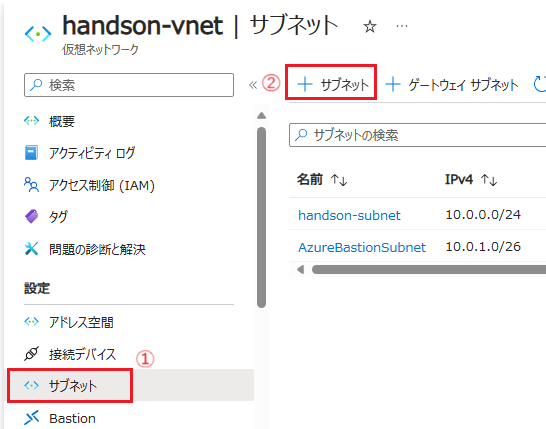 handson-vnet | サブネット ☆ …
仮想ネットワーク
検索 «
② + サブネット + ゲートウェイ サブネット
概要
サブネットの検索
アクティビティ ログ
アクセス制御 (IAM)
名前 ↑↓ IPv4 ↑↓
タグ
handson-subnet 10.0.0.0/24
問題の診断と解決
AzureBastionSubnet 10.0.1.0/26
設定
アドレス空間
接続デバイス ①
サブネット
Bastion